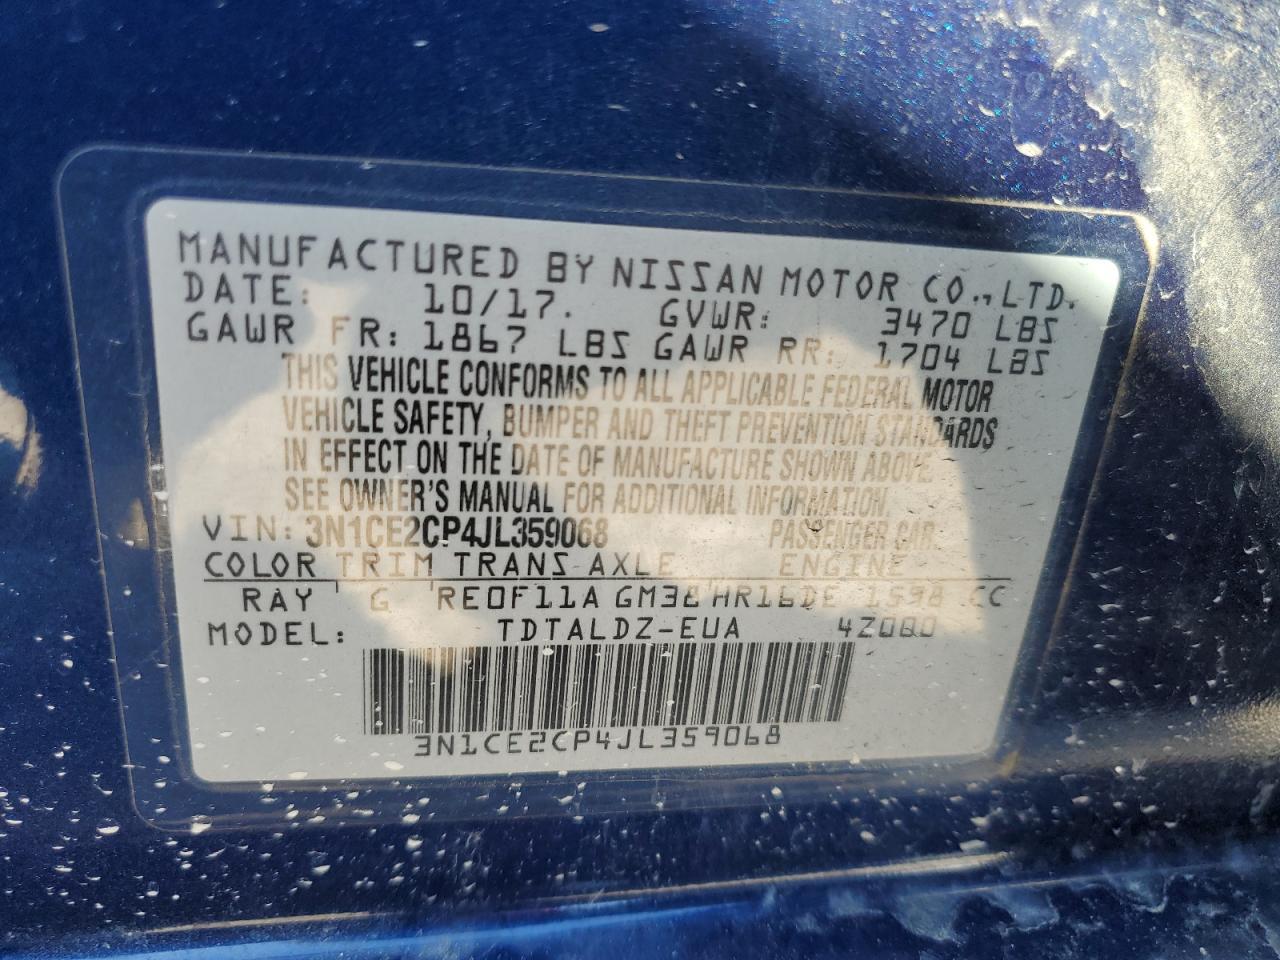 MANUFACTURED BY NISSAN MOTOR CO.,LTD.
DATE: 10/17. GVWR: 3470 LBS
GAWR FR: 1867 LBS GAWR RR: 1704 LBS
THIS VEHICLE CONFORMS TO ALL APPLICABLE FEDERAL MOTOR
VEHICLE SAFETY, BUMPER AND THEFT PREVENTION STANDARDS
IN EFFECT ON THE DATE OF MANUFACTURE SHOWN ABOVE.
SEE OWNER'S MANUAL FOR ADDITIONAL INFORMATION.
VIN: 3N1CE2CP4JL359068 PASSENGER CAR.
COLOR TRIM TRANS AXLE ENGINE
RAY G RE0F11A GM38 HR16DE 1598 CC
MODEL: TDTALDZ-EUA 4Z0Q0
3N1CE2CP4JL359068